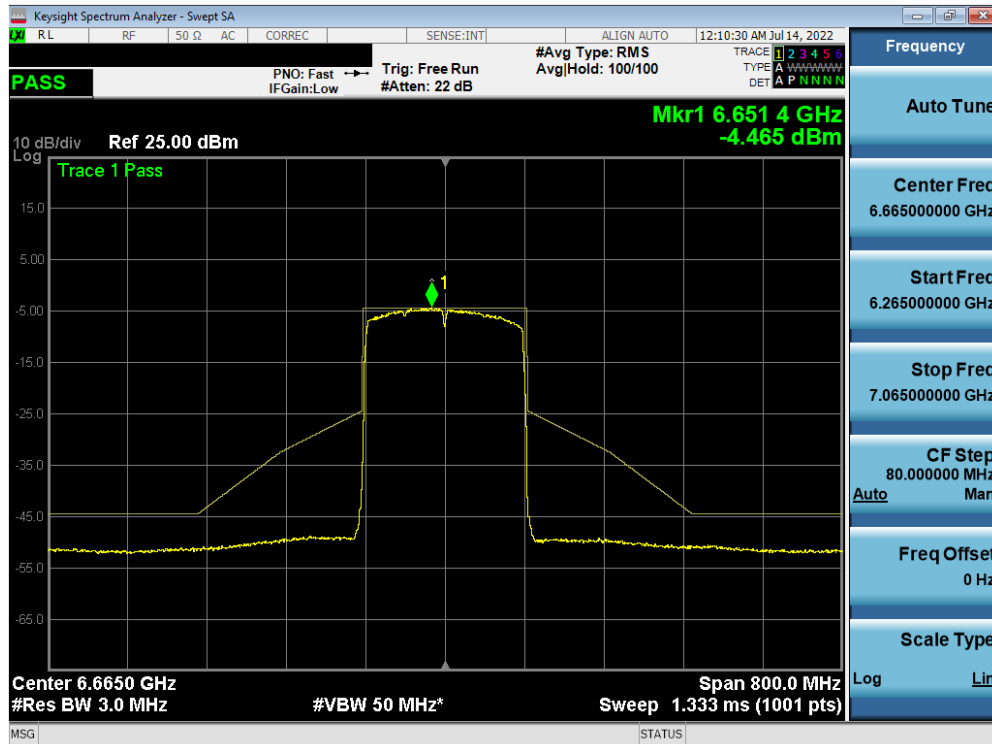 Keysight Spectrum Analyzer - Swept SA
LXI RL RF 50 Ω AC CORREC SENSE:INT ALIGN AUTO 12:10:30 AM Jul 14, 2022
PASS
PNO: Fast
IFGain:Low
Trig: Free Run
#Atten: 22 dB
#Avg Type: RMS
Avg|Hold: 100/100
TRACE 1 2 3 4 5 6
TYPE A WWWWW
DET A P N N N N
Mkr1 6.651 4 GHz
-4.465 dBm
10 dB/div Ref 25.00 dBm
Log
Trace 1 Pass
15.0
5.00
1
-5.00
-15.0
-25.0
-35.0
-45.0
-55.0
-65.0
Center 6.6650 GHz Span 800.0 MHz
#Res BW 3.0 MHz #VBW 50 MHz* Sweep 1.333 ms (1001 pts)
MSG STATUS
Frequency
Auto Tune
Center Freq
6.665000000 GHz
Start Freq
6.265000000 GHz
Stop Freq
7.065000000 GHz
CF Step
80.000000 MHz
Auto Man
Freq Offset
0 Hz
Scale Type
Log Lin